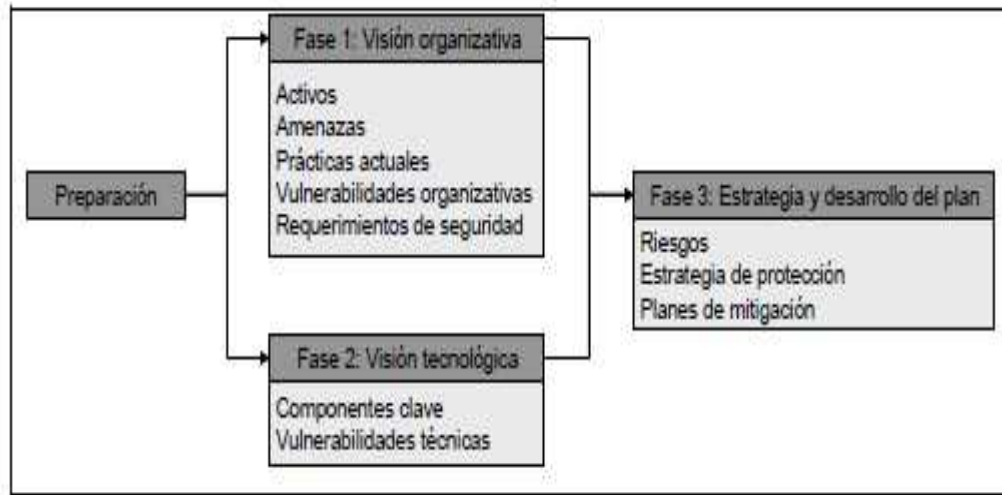 Preparación
Fase 1: Visión organizativa
Activos
Amenazas
Prácticas actuales
Vulnerabilidades organizativas
Requerimientos de seguridad
Fase 2: Visión tecnológica
Componentes clave
Vulnerabilidades técnicas
Fase 3: Estrategia y desarrollo del plan
Riesgos
Estrategia de protección
Planes de mitigación